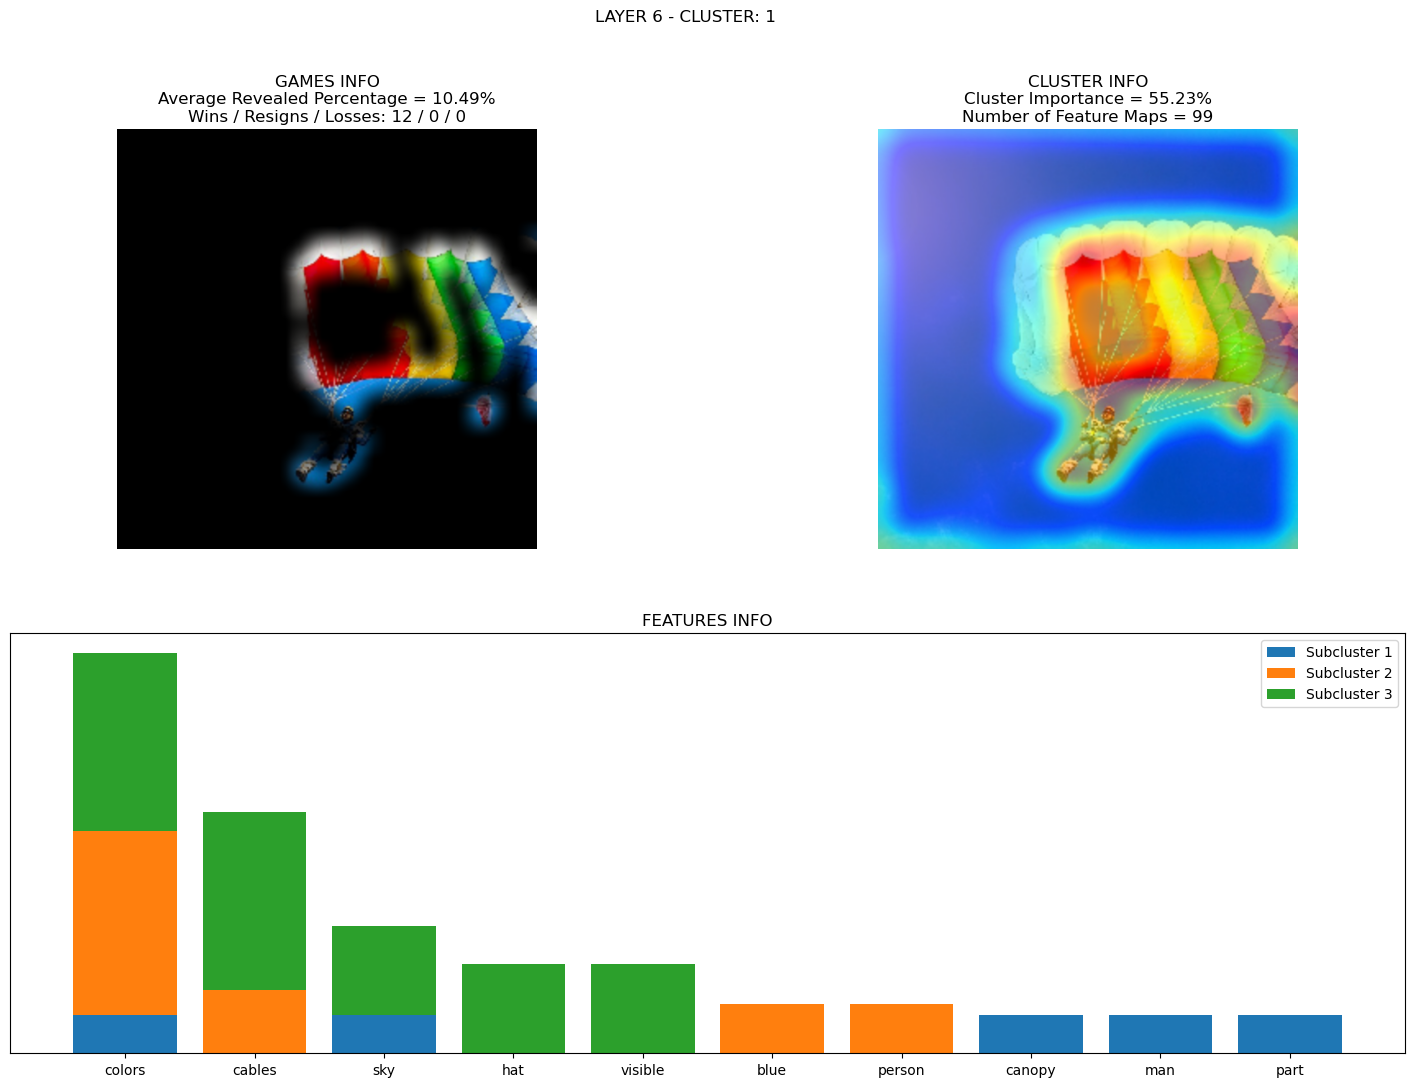 LAYER 6 - CLUSTER: 1
GAMES INFO
Average Revealed Percentage = 10.49%
Wins / Resigns / Losses: 12 / 0 / 0
CLUSTER INFO
Cluster Importance = 55.23%
Number of Feature Maps = 99
FEATURES INFO
Subcluster 1
Subcluster 2
Subcluster 3
colors cables sky hat visible blue person canopy man part